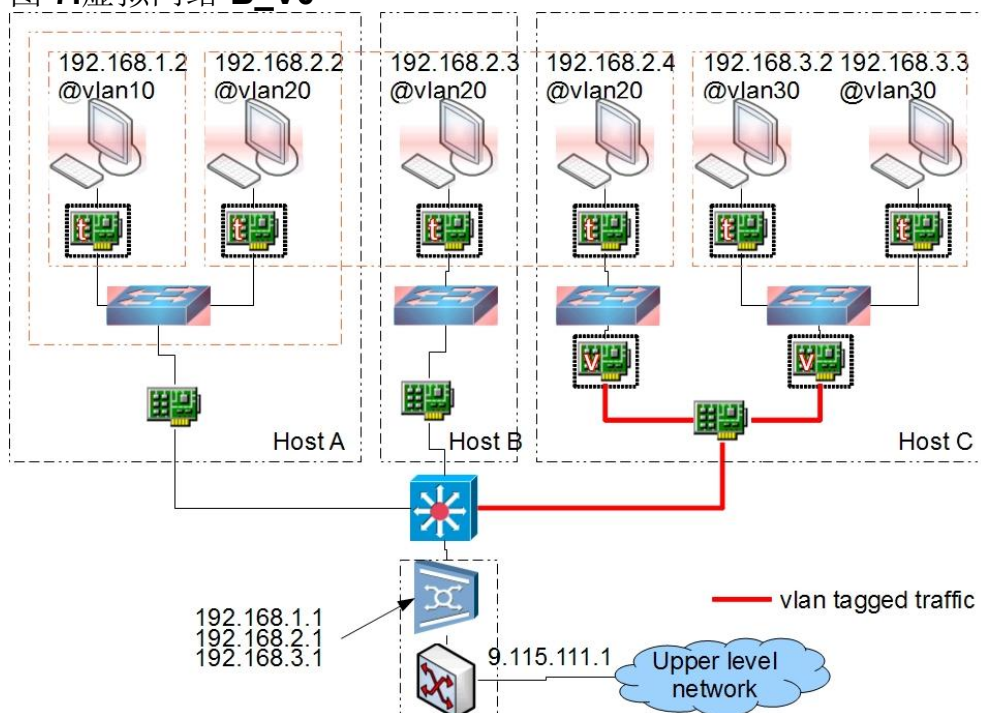 192.168.1.2 192.168.2.2 192.168.2.3 192.168.2.4 192.168.3.2 192.168.3.3
@vlan10 @vlan20 @vlan20 @vlan20 @vlan30 @vlan30
t t t t t t
V V
Host A Host B Host C
192.168.1.1
192.168.2.1
192.168.3.1
vlan tagged traffic
9.115.111.1
Upper level
network